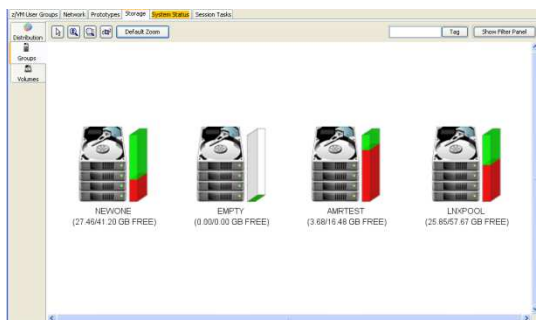 z/VM User Groups Network Prototypes Storage System Status Session Tasks
Distribution
Groups
Volumes
Default Zoom
Tag
Show Filter Panel
NEWONE
(27.46/41.20 GB FREE)
EMPTY
(0.00/0.00 GB FREE)
AMRTEST
(3.68/16.48 GB FREE)
LNXPOOL
(25.85/57.67 GB FREE)